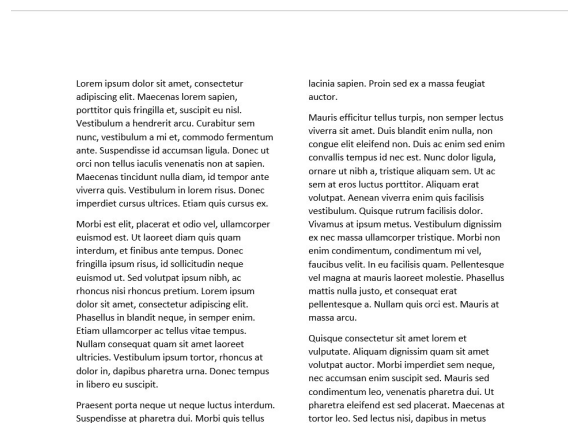 Lorem ipsum dolor sit amet, consectetur
adipiscing elit. Maecenas lorem sapien,
porttitor quis fringilla et, suscipit eu nisl.
Vestibulum a hendrerit arcu. Curabitur sem
nunc, vestibulum a mi et, commodo fermentum
ante. Suspendisse id accumsan ligula. Donec ut
orci non tellus iaculis venenatis non at sapien.
Maecenas tincidunt nulla diam, id tempor ante
viverra quis. Vestibulum in lorem risus. Donec
imperdiet cursus ultrices. Etiam quis cursus ex.
Morbi est elit, placerat et odio vel, ullamcorper
euismod est. Ut laoreet diam quis quam
interdum, et finibus ante tempus. Donec
fringilla ipsum risus, id sollicitudin neque
euismod ut. Sed volutpat ipsum nibh, ac
rhoncus nisi rhoncus pretium. Lorem ipsum
dolor sit amet, consectetur adipiscing elit.
Phasellus in blandit neque, in semper enim.
Etiam ullamcorper ac tellus vitae tempus.
Nullam consequat quam sit amet laoreet
ultricies. Vestibulum ipsum tortor, rhoncus at
dolor in, dapibus pharetra urna. Donec tempus
in libero eu suscipit.
Praesent porta neque ut neque luctus interdum.
Suspendisse at pharetra dui. Morbi quis tellus
lacinia sapien. Proin sed ex a massa feugiat
auctor.
Mauris efficitur tellus turpis, non semper lectus
viverra sit amet. Duis blandit enim nulla, non
congue elit eleifend non. Duis ac enim sed enim
convallis tempus id nec est. Nunc dolor ligula,
ornare ut nibh a, tristique aliquam sem. Ut ac
sem at eros luctus porttitor. Aliquam erat
volutpat. Aenean viverra enim quis facilisis
vestibulum. Quisque rutrum facilisis dolor.
Vivamus at ipsum metus. Vestibulum dignissim
ex nec massa ullamcorper tristique. Morbi non
enim condimentum, condimentum mi vel,
faucibus velit. In eu facilisis quam. Pellentesque
vel magna at mauris laoreet molestie. Phasellus
mattis nulla justo, et consequat erat
pellentesque a. Nullam quis orci est. Mauris at
massa arcu.
Quisque consectetur sit amet lorem et
vulputate. Aliquam dignissim quam sit amet
volutpat auctor. Morbi imperdiet sem neque,
nec accumsan enim suscipit sed. Mauris sed
condimentum leo, venenatis pharetra dui. Ut
pharetra eleifend est sed placerat. Maecenas at
tortor leo. Sed lectus nisi, dapibus in metus